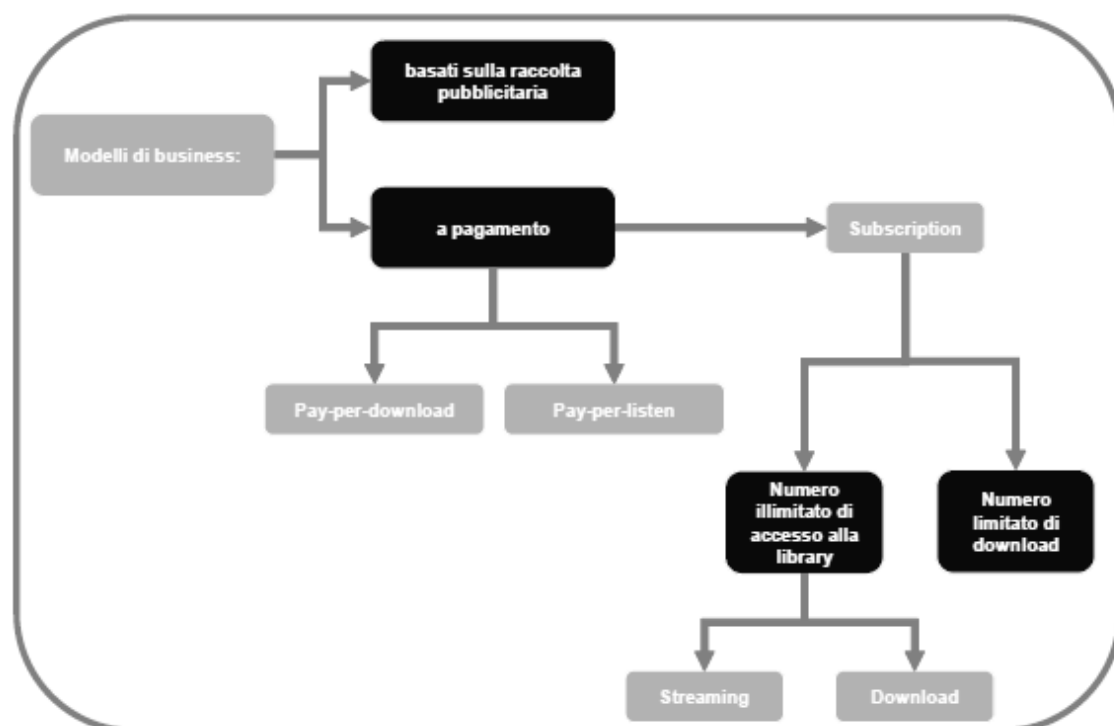 basati sulla raccolta
pubblicitaria
Modelli di business:
a pagamento
Subscription
Pay-per-download
Pay-per-listen
Numero
illimitato di
accesso alla
library
Numero
limitato di
download
Streaming
Download